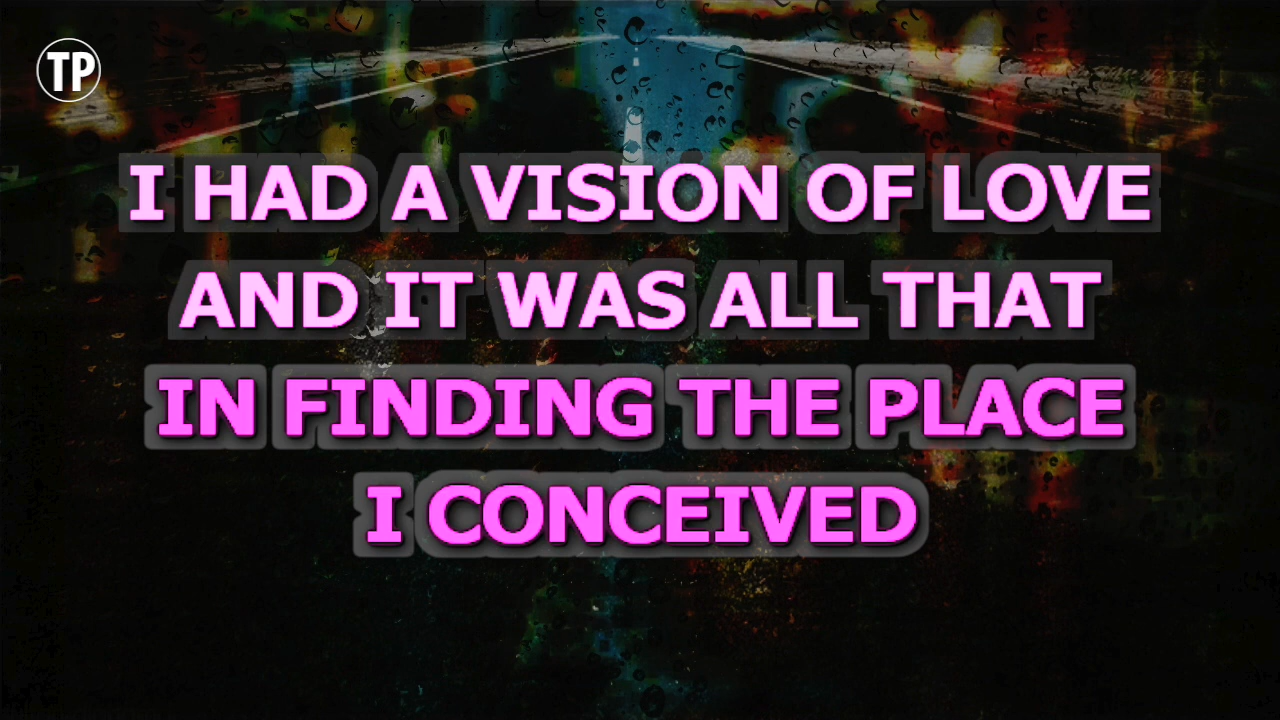 TP
I HAD A VISION OF LOVE
AND IT WAS ALL THAT
IN FINDING THE PLACE
I CONCEIVED